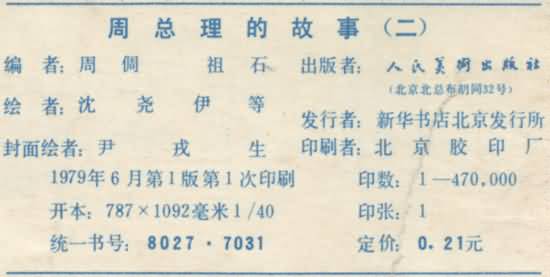 周总理的故事(二)
编者:周倜 祖石 出版者:人民美术出版社
(北京北总布胡同32号)
绘者:沈尧伊等
发行者:新华书店北京发行所
封面绘者:尹戎生 印刷者:北京胶印厂
1979年6月第1版第1次印刷 印数:1—470,000
开本:787×1092毫米1/40 印张:1
统一书号:8027·7031 定价:0.21元